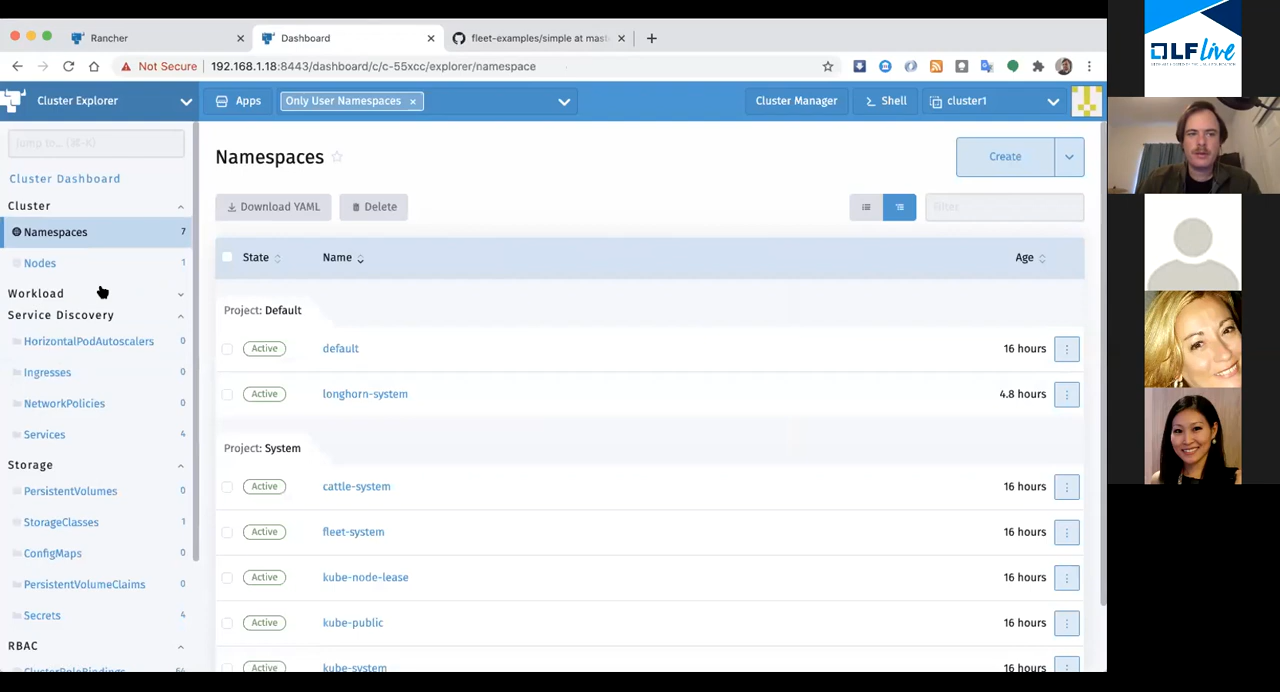 Rancher
Dashboard
fleet-examples/simple at mast
Not Secure
192.168.1.18:8443/dashboard/c/c-55xcc/explorer/namespace
Cluster Explorer
Apps
Only User Namespaces
Cluster Manager
Shell
cluster1
Jump to... (⌘-K)
Cluster Dashboard
Cluster
Namespaces 7
Nodes 1
Workload
Service Discovery
HorizontalPodAutoscalers 0
Ingresses 0
NetworkPolicies 0
Services 4
Storage
PersistentVolumes 0
StorageClasses 1
ConfigMaps 0
PersistentVolumeClaims 0
Secrets 4
RBAC
ClusterRoleBindings 64
Namespaces
Create
Download YAML
Delete
Filter
State Name Age
Project: Default
Active default 16 hours
Active longhorn-system 4.8 hours
Project: System
Active cattle-system 16 hours
Active fleet-system 16 hours
Active kube-node-lease 16 hours
Active kube-public 16 hours
Active kube-system 16 hours
LF Live